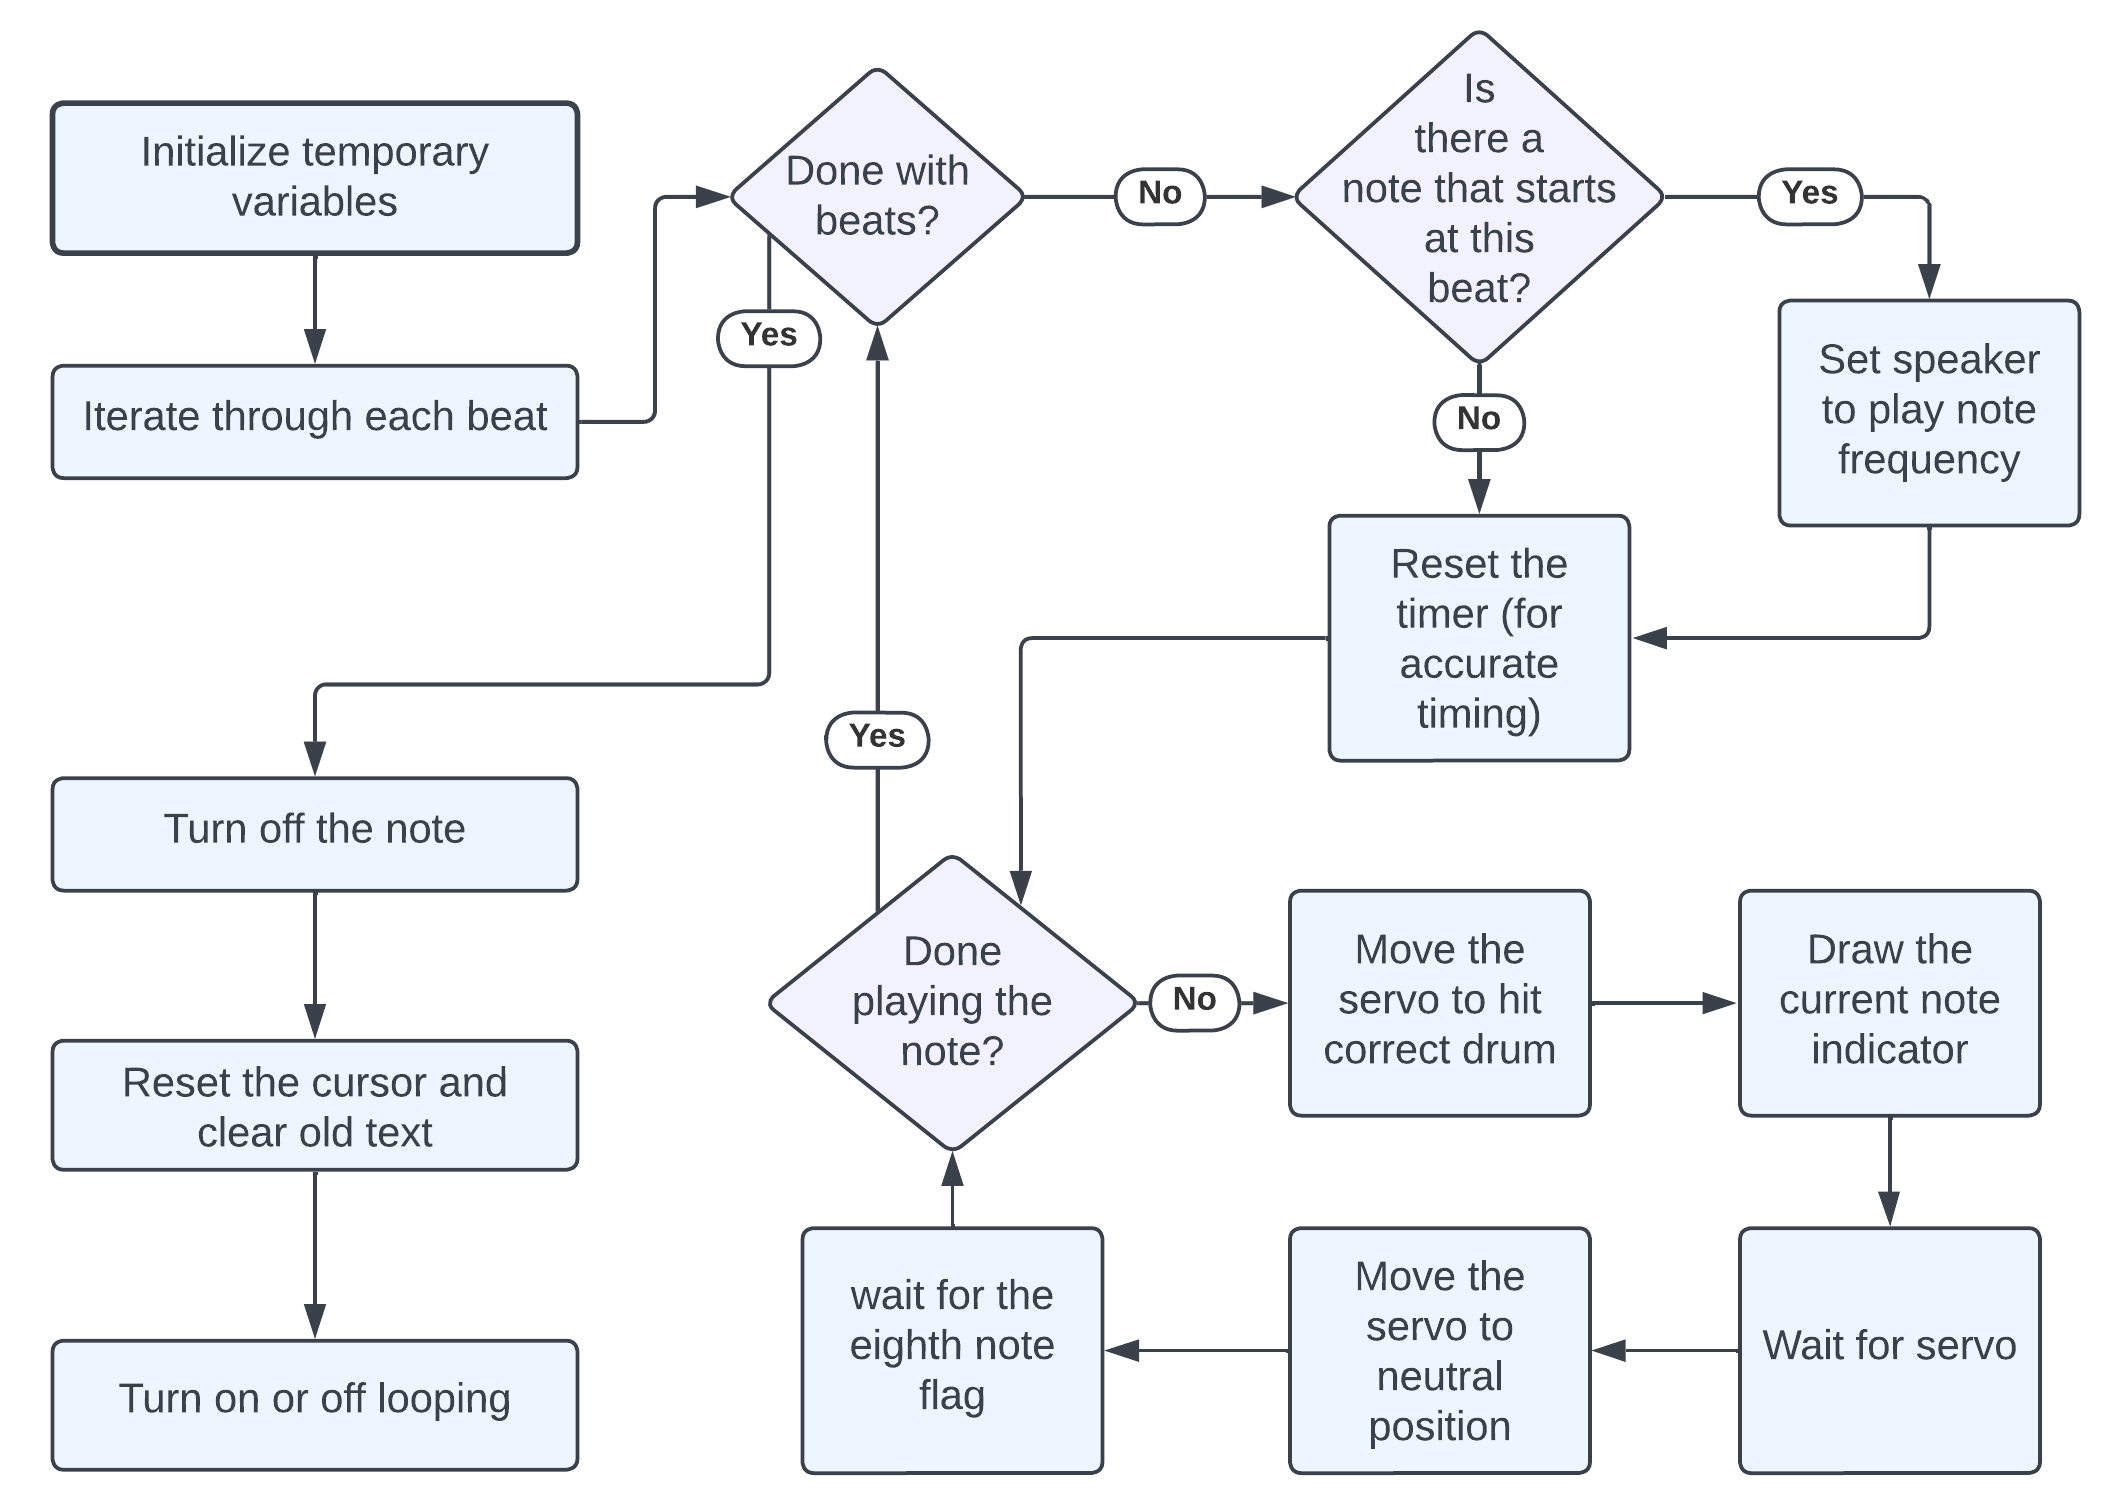 Initialize temporary
variables
Iterate through each beat
Done with
beats?
No
Is
there a
note that starts
at this
beat?
Yes
Set speaker
to play note
frequency
No
Reset the
timer (for
accurate
timing)
Yes
Turn off the note
Reset the cursor and
clear old text
Turn on or off looping
Yes
Done
playing the
note?
No
Move the
servo to hit
correct drum
Draw the
current note
indicator
Wait for servo
Move the
servo to
neutral
position
wait for the
eighth note
flag